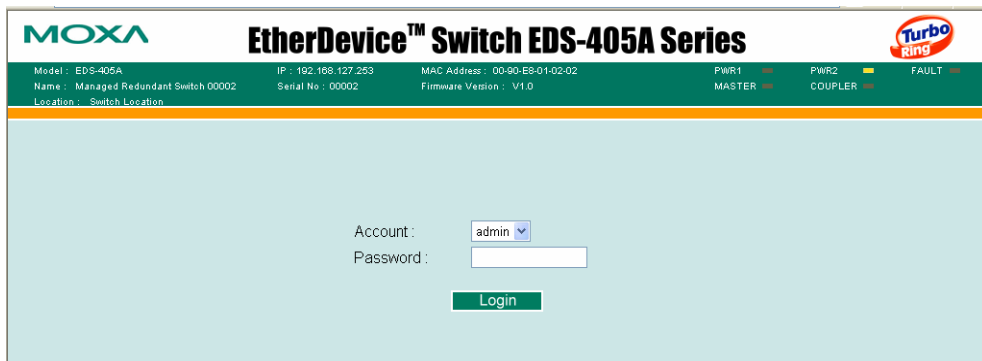 MOXA EtherDevice™ Switch EDS-405A Series Turbo Ring
Model : EDS-405A IP : 192.168.127.253 MAC Address : 00-90-E8-01-02-02 PWR1 PWR2 FAULT
Name : Managed Redundant Switch 00002 Serial No : 00002 Firmware Version : V1.0 MASTER COUPLER
Location : Switch Location
Account : admin
Password :
Login